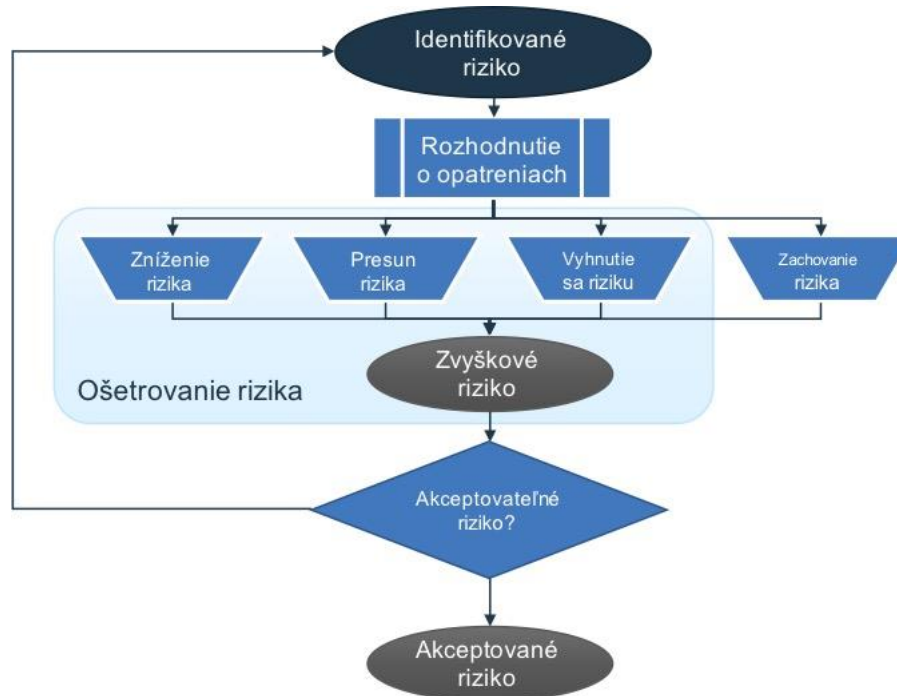 Identifikované
riziko
Rozhodnutie
o opatreniach
Zníženie
rizika
Presun
rizika
Vyhnutie
sa riziku
Zachovanie
rizika
Zvyškové
riziko
Ošetrovanie rizika
Akceptovateľné
riziko?
Akceptované
riziko